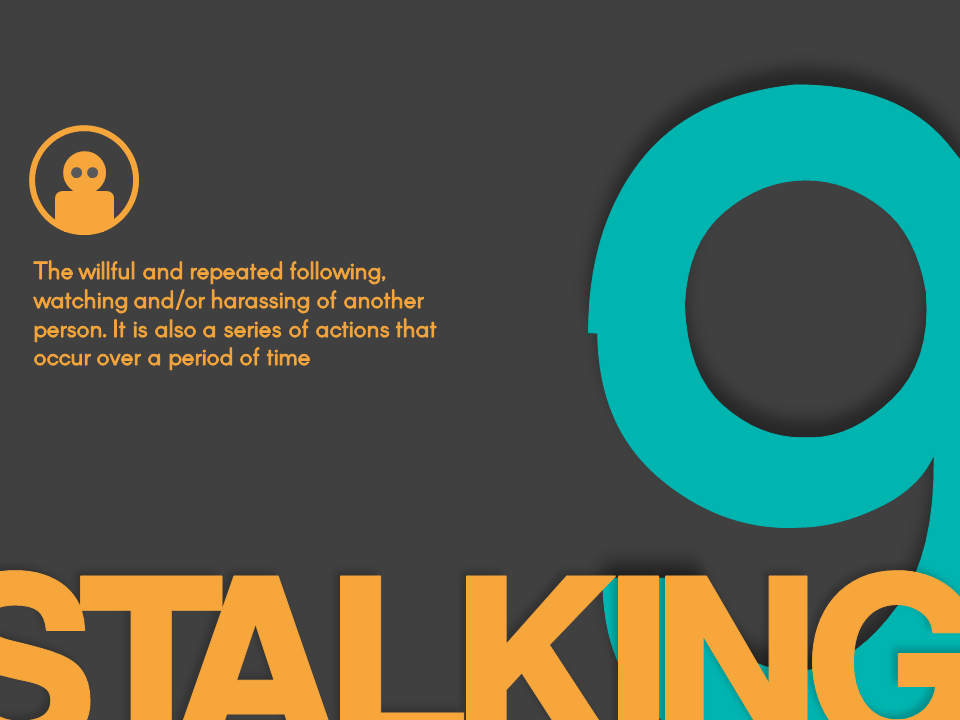 9
The willful and repeated following,
watching and/or harassing of another
person. It is also a series of actions that
occur over a period of time
STALKING